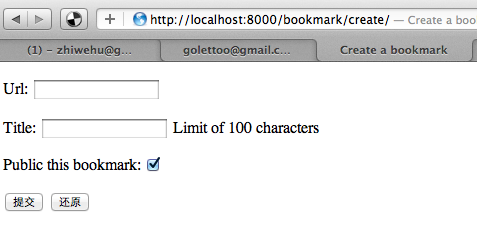 http://localhost:8000/bookmark/create/ — Create a book
(1) – zhiwehu@g... golettoo@gmail.c... Create a bookmark
Url:
Title: Limit of 100 characters
Public this bookmark:
提交 还原